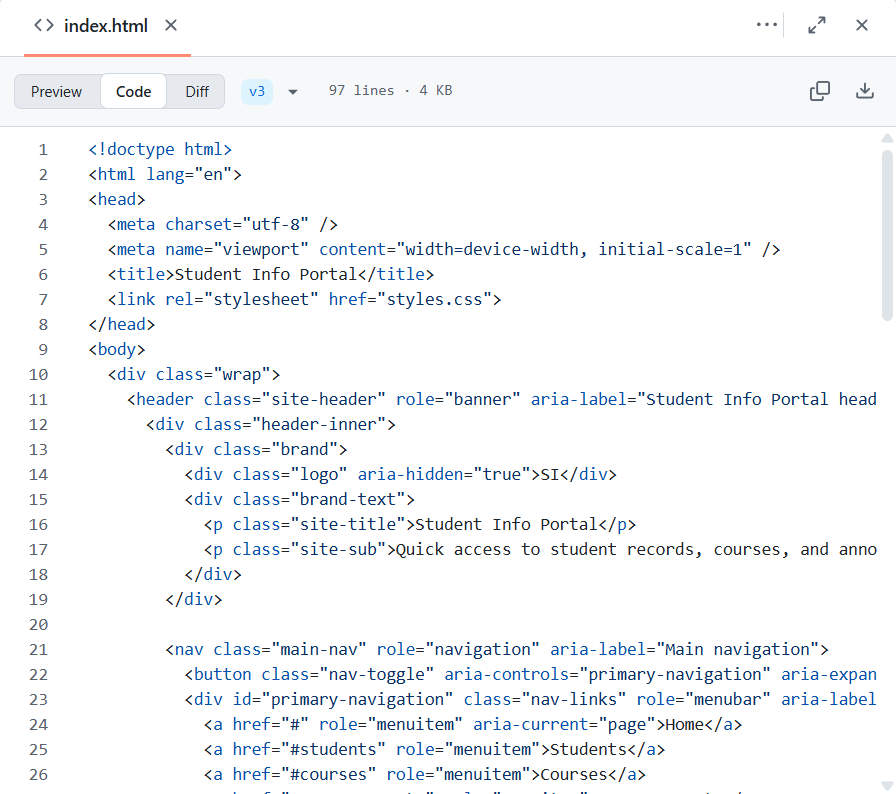 index.html
Preview Code Diff v3 97 lines · 4 KB
1 <!doctype html>
2 <html lang="en">
3 <head>
4 <meta charset="utf-8" />
5 <meta name="viewport" content="width=device-width, initial-scale=1" />
6 <title>Student Info Portal</title>
7 <link rel="stylesheet" href="styles.css">
8 </head>
9 <body>
10 <div class="wrap">
11 <header class="site-header" role="banner" aria-label="Student Info Portal head
12 <div class="header-inner">
13 <div class="brand">
14 <div class="logo" aria-hidden="true">SI</div>
15 <div class="brand-text">
16 <p class="site-title">Student Info Portal</p>
17 <p class="site-sub">Quick access to student records, courses, and anno
18 </div>
19 </div>
20
21 <nav class="main-nav" role="navigation" aria-label="Main navigation">
22 <button class="nav-toggle" aria-controls="primary-navigation" aria-expan
23 <div id="primary-navigation" class="nav-links" role="menubar" aria-label
24 <a href="#" role="menuitem" aria-current="page">Home</a>
25 <a href="#students" role="menuitem">Students</a>
26 <a href="#courses" role="menuitem">Courses</a>